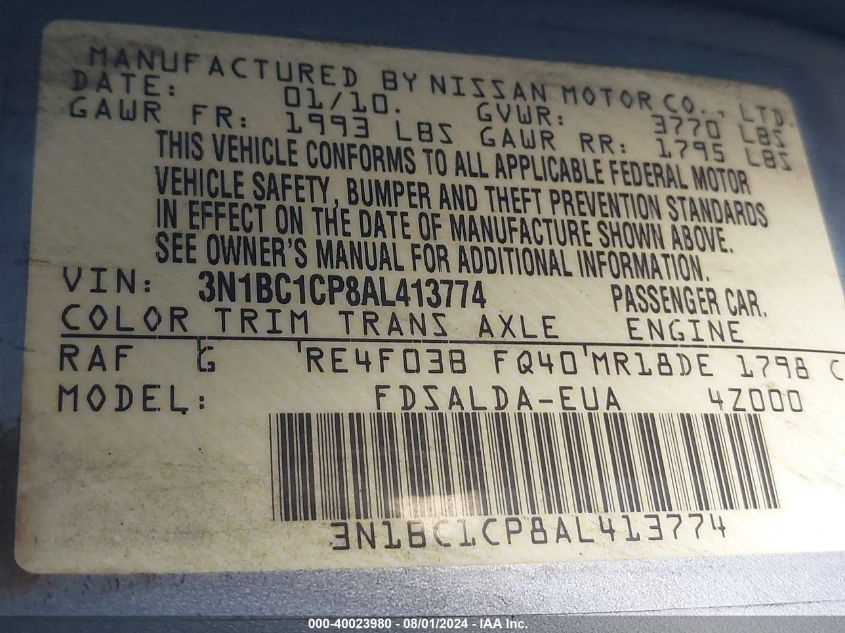 MANUFACTURED BY NISSAN MOTOR CO., LTD.
DATE: 01/10. GVWR: 3770 LBS
GAWR FR: 1993 LBS GAWR RR: 1795 LBS
THIS VEHICLE CONFORMS TO ALL APPLICABLE FEDERAL MOTOR
VEHICLE SAFETY, BUMPER AND THEFT PREVENTION STANDARDS
IN EFFECT ON THE DATE OF MANUFACTURE SHOWN ABOVE.
SEE OWNER'S MANUAL FOR ADDITIONAL INFORMATION.
VIN: 3N1BC1CP8AL413774 PASSENGER CAR.
COLOR TRIM TRANS AXLE ENGINE
RAF G RE4F03B FQ40 MR18DE 1798 C
MODEL: FDSALDA-EUA 4Z000
3N1BC1CP8AL413774
000-40023980 - 08/01/2024 - IAA Inc.